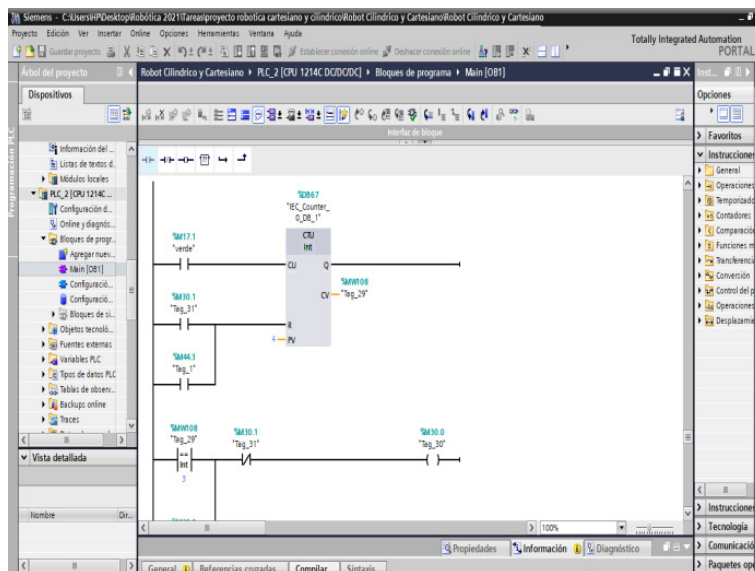 Siemens - C:\Users\HP\Desktop\Robótica 2021\Tareas\proyecto robotica cartesiano y cilindrico\Robot Cilindrico y Cartesiano\Robot Cilindrico y Cartesiano
Proyecto Edición Ver Insertar Online Opciones Herramientas Ventana Ayuda
Totally Integrated Automation
PORTAL
Guardar proyecto
Establecer conexión online
Deshacer conexión online
Árbol del proyecto
Robot Cilindrico y Cartesiano PLC_2 [CPU 1214C DC/DC/DC] Bloques de programa Main [OB1]
Inst...
Dispositivos
Opciones
Programación PLC
Interfaz de bloque
Favoritos
Instrucciones
General
Operaciones
Temporizado
Contadores
Comparación
Funciones m
Transferenci
Conversión
Control del p
Operaciones
Desplazamie
Información del ...
Listas de textos d.
Módulos locales
PLC_2 [CPU 1214C ...
Configuración d...
Online y diagnós...
Bloques de progr...
Agregar nuev...
Main [OB1]
Configuració...
Configuració...
Bloques de si...
Objetos tecnoló...
Fuentes externas
Variables PLC
Tipos de datos PLC
Tablas de observ...
Backups online
Traces
%DB67
"IEC_Counter_
0_DB_1"
CTU
Int
%M17.1
"verde"
CU Q
%MW108
CV "Tag_29"
%M30.1
"Tag_31"
R
4 PV
%M44.3
"Tag_1"
%MW108
"Tag_29"
==
Int
3
%M30.1
"Tag_31"
%M30.0
"Tag_30"
Vista detallada
Nombre Dir...
100%
Propiedades Información Diagnóstico
General Referencias cruzadas Compilar Sintaxis
Instrucciones
Tecnología
Comunicació
Paquetes op